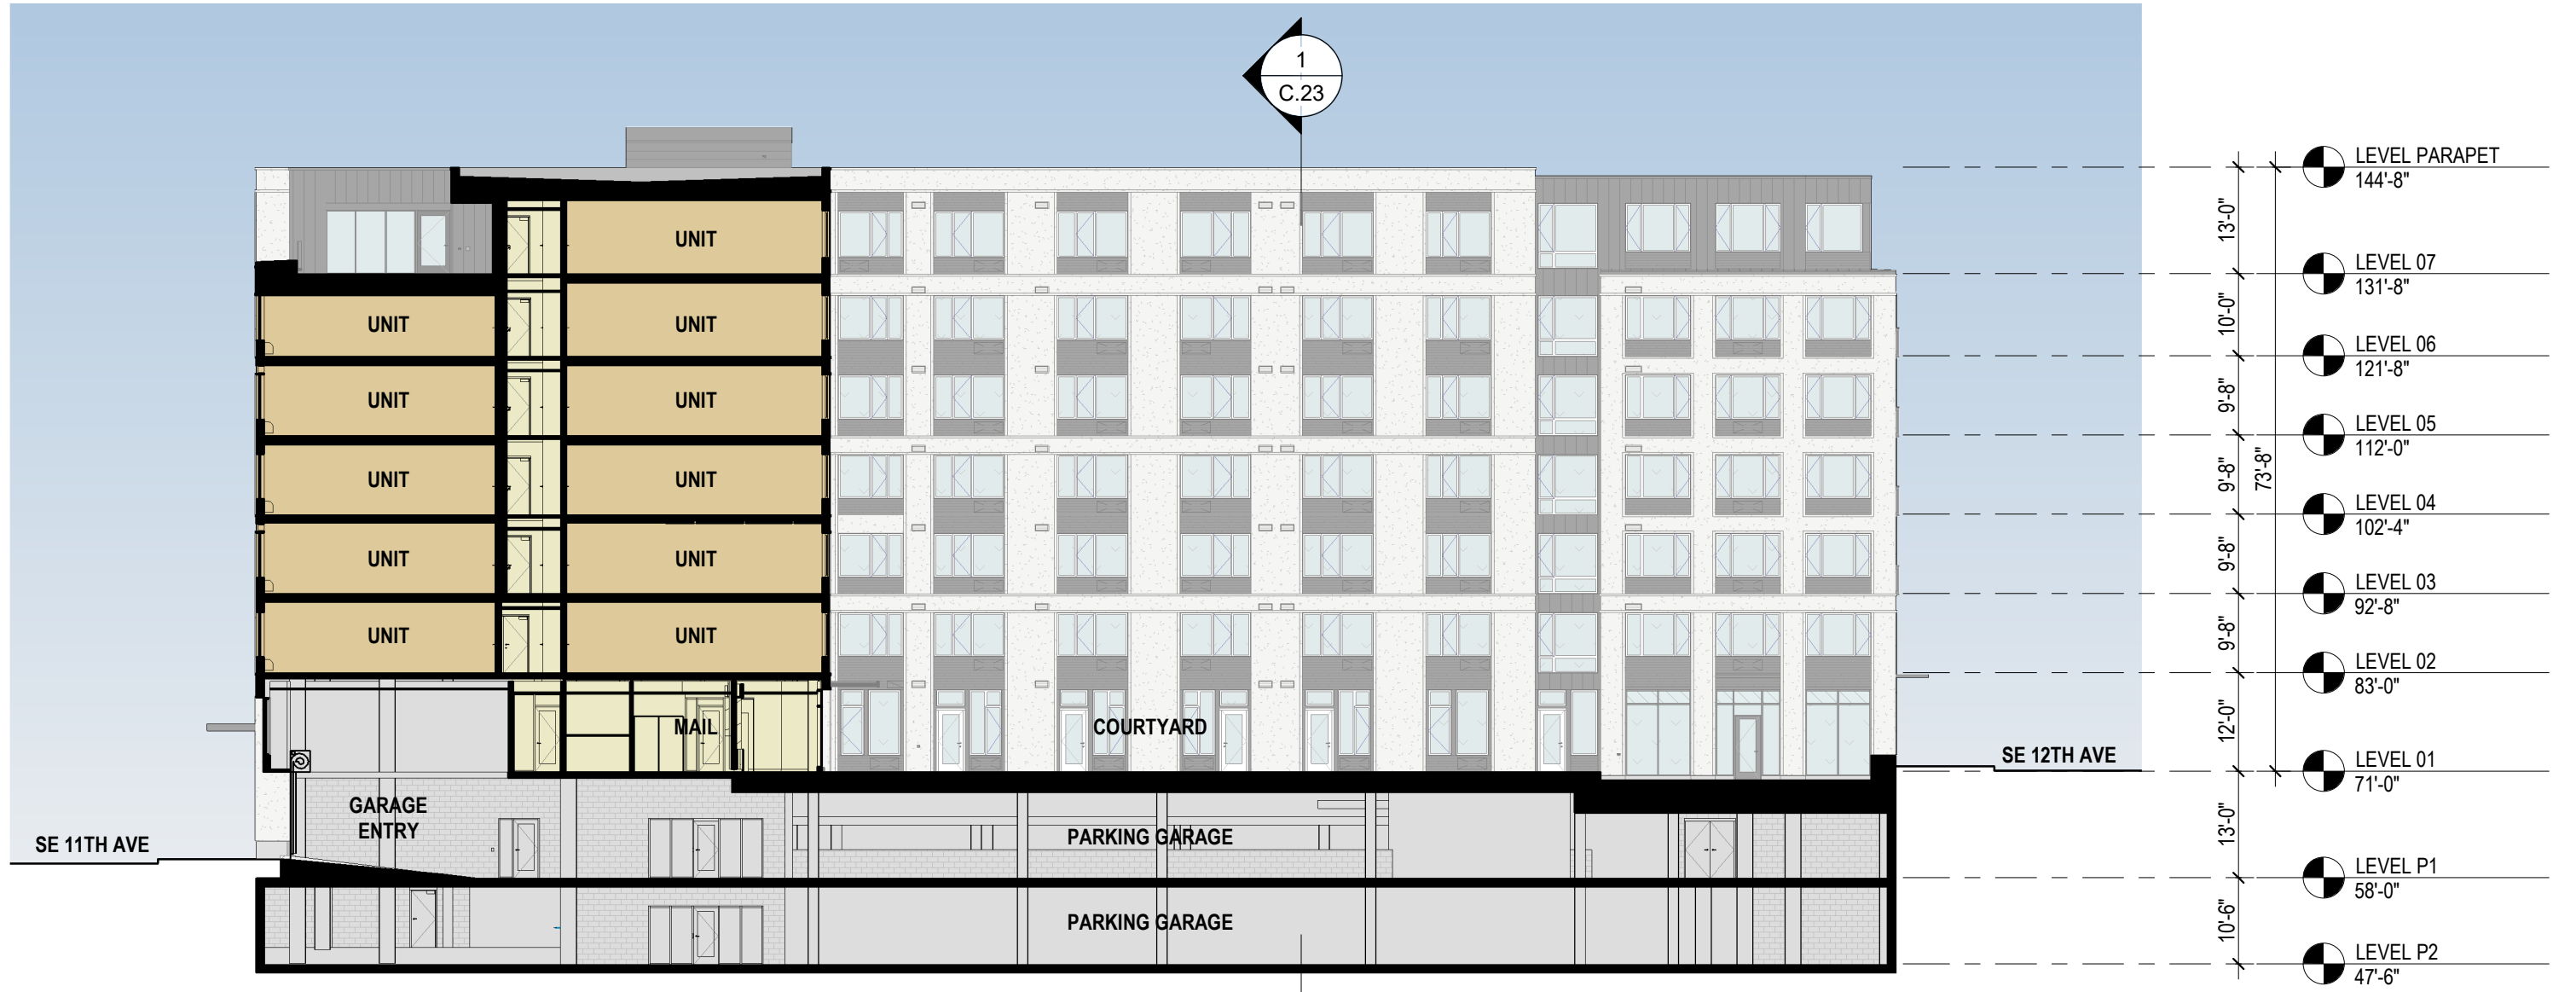 1
C.23
LEVEL PARAPET
144'-8"
13'-0"
UNIT
LEVEL 07
131'-8"
10'-0"
UNIT
UNIT
LEVEL 06
121'-8"
9'-8"
UNIT
UNIT
LEVEL 05
112'-0"
9'-8"
73'-8"
UNIT
UNIT
LEVEL 04
102'-4"
9'-8"
UNIT
UNIT
LEVEL 03
92'-8"
9'-8"
UNIT
UNIT
LEVEL 02
83'-0"
12'-0"
MAIL
COURTYARD
SE 12TH AVE
LEVEL 01
71'-0"
13'-0"
GARAGE
ENTRY
PARKING GARAGE
SE 11TH AVE
LEVEL P1
58'-0"
10'-6"
PARKING GARAGE
LEVEL P2
47'-6"